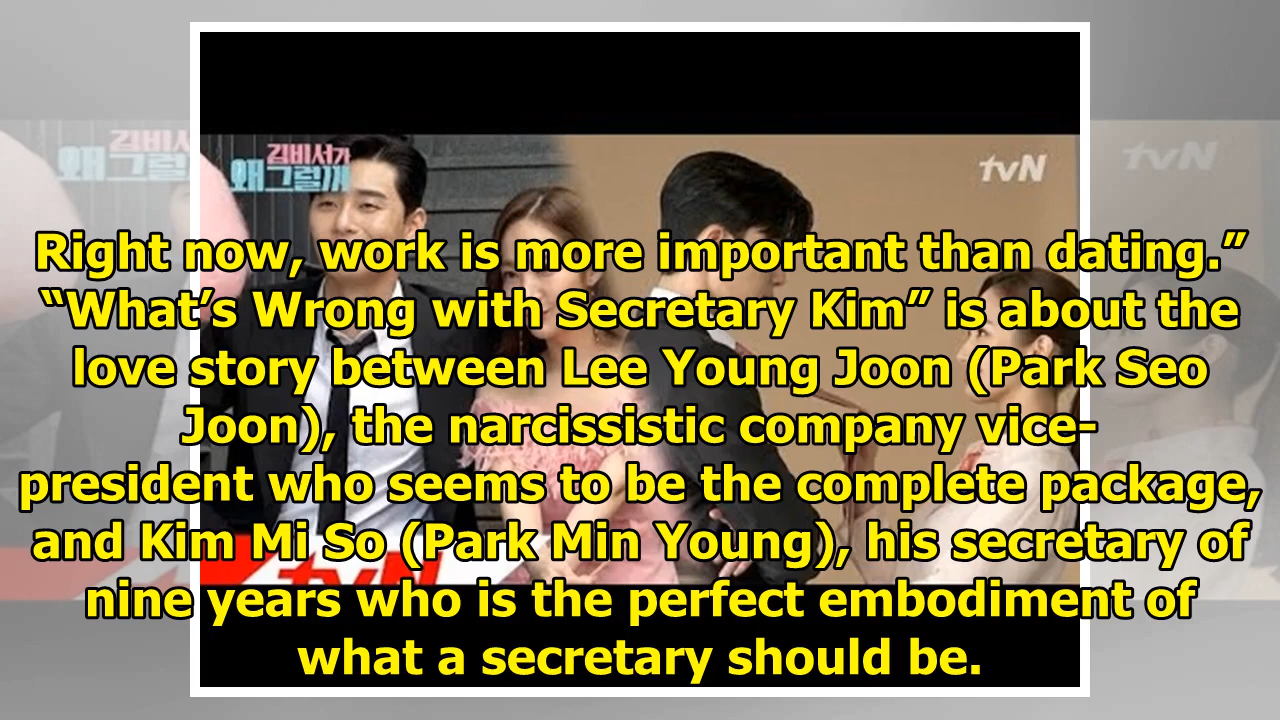 김비서가
왜그럴까
tvN
tvN
Right now, work is more important than dating.”
“What’s Wrong with Secretary Kim” is about the
love story between Lee Young Joon (Park Seo
Joon), the narcissistic company vice-
president who seems to be the complete package,
and Kim Mi So (Park Min Young), his secretary of
nine years who is the perfect embodiment of
what a secretary should be.
tvN